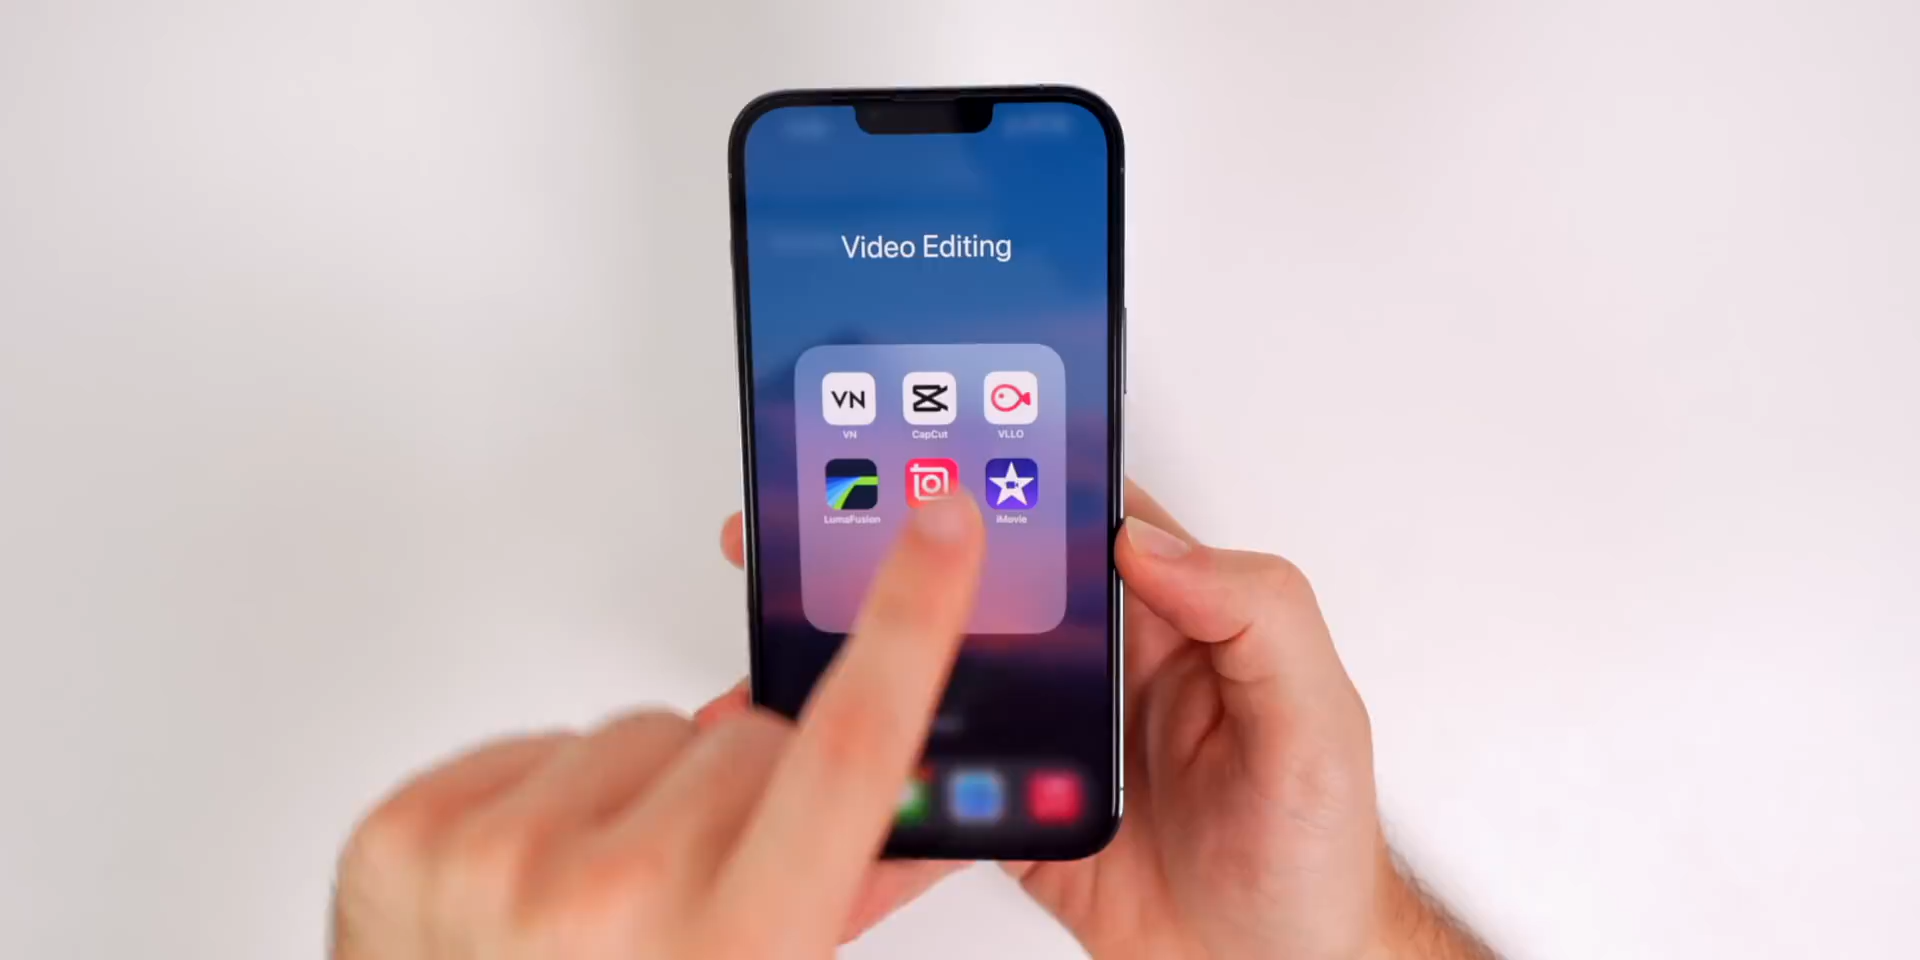 Video Editing
VN
VN
CapCut
VLLO
LumaFusion
iMovie